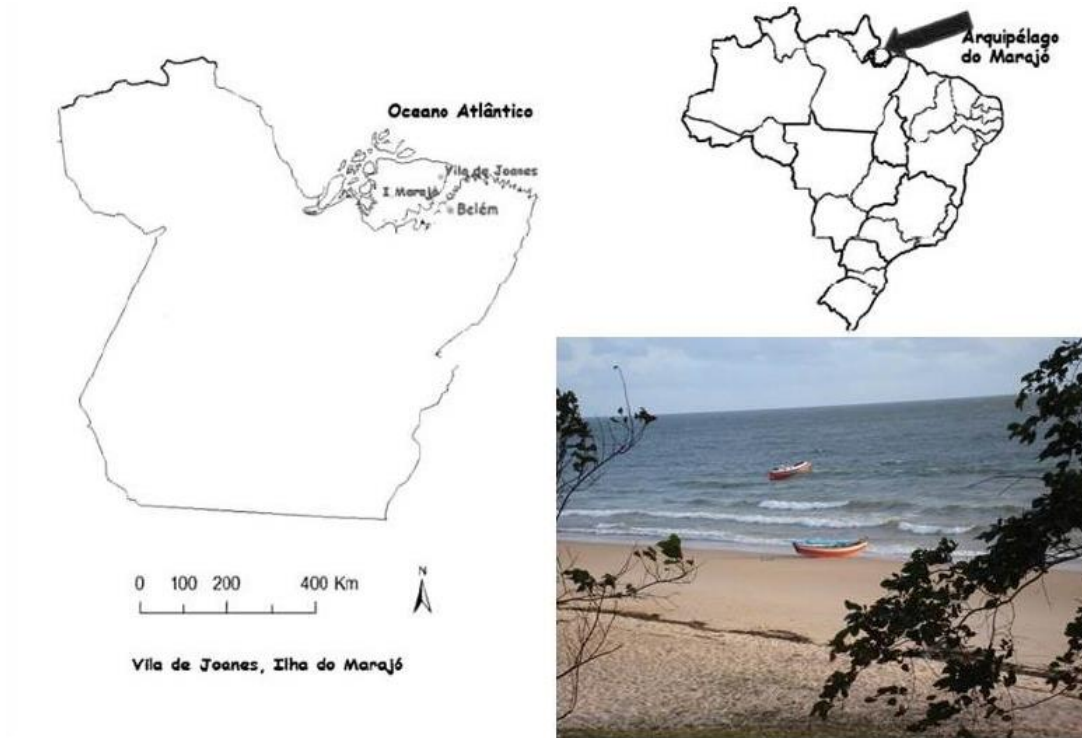 Oceano Atlântico
Vila de Joanes
I. Marajó
Belém
0 100 200 400 Km
N
Vila de Joanes, Ilha do Marajó
Arquipélago
do Marajó